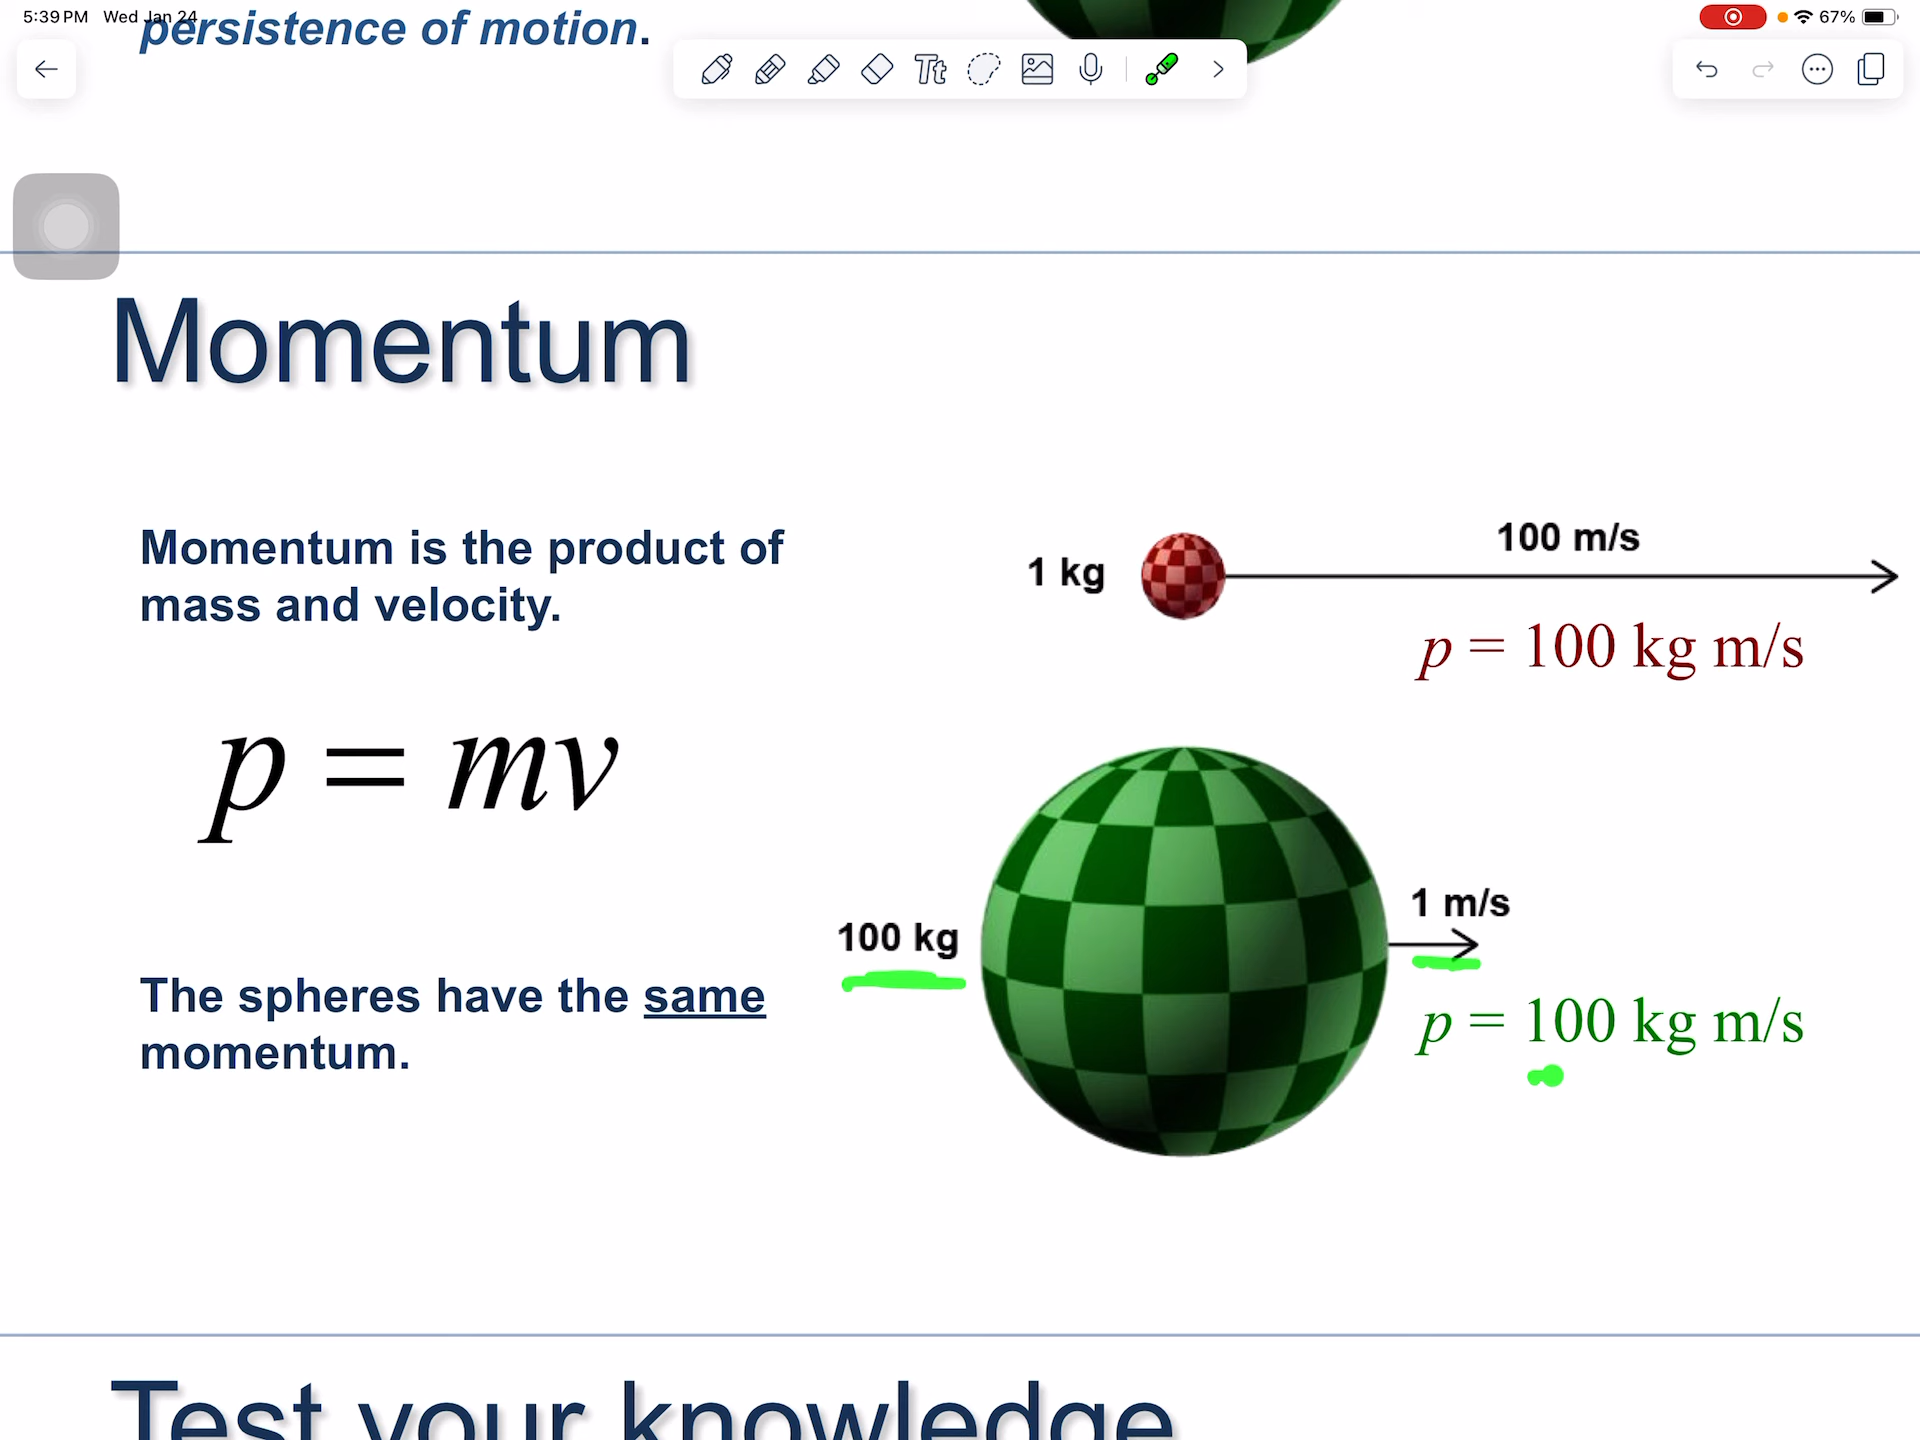 5:39 PM Wed Jan 24
67%
persistence of motion.
Tt
Momentum
Momentum is the product of
mass and velocity.
1 kg
100 m/s
p = 100 kg m/s
p = mv
100 kg
1 m/s
p = 100 kg m/s
The spheres have the same
momentum.
Test your knowledge